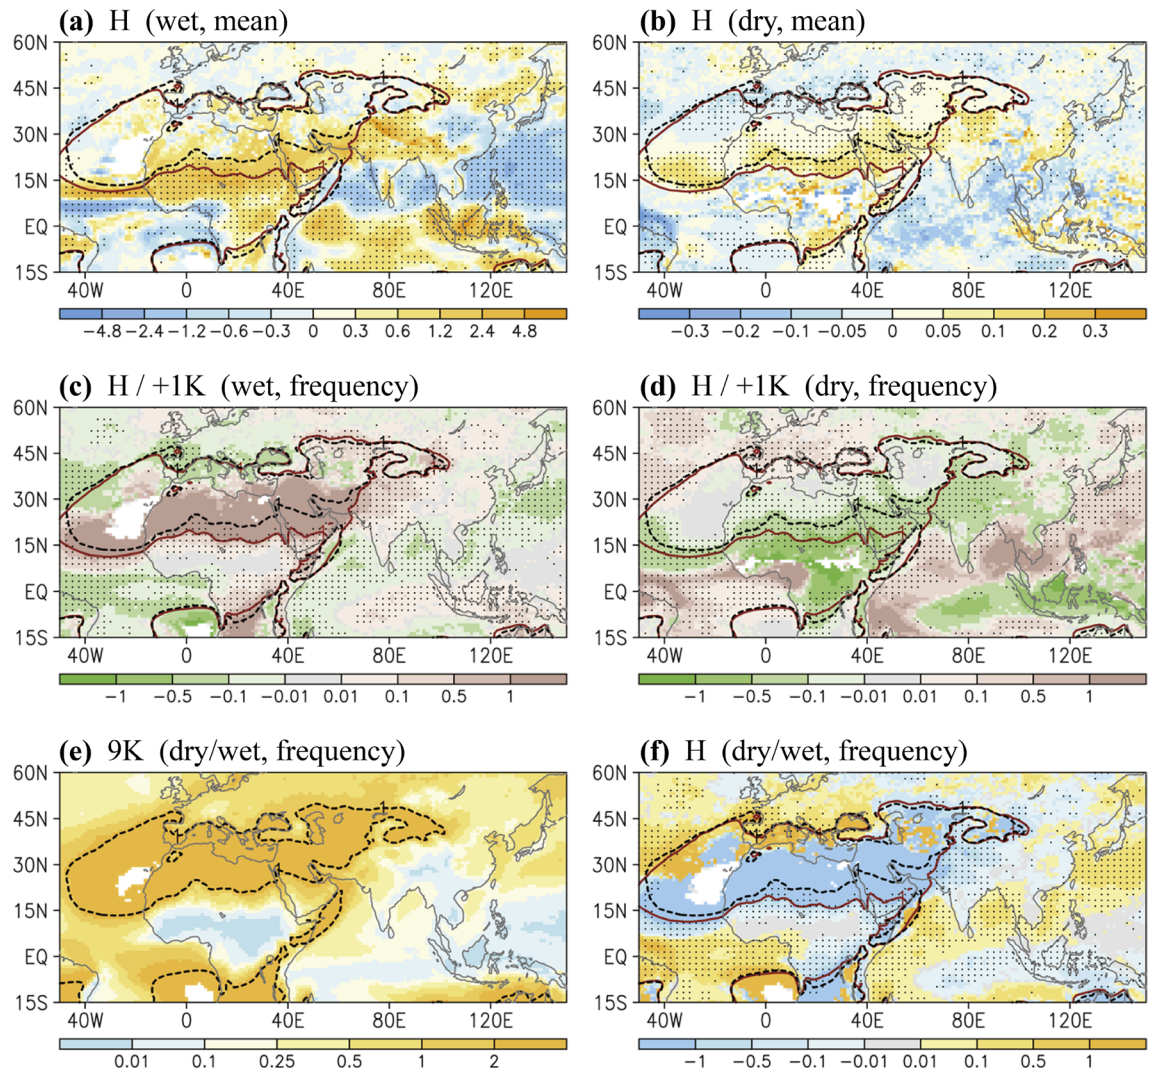 (a) H (wet, mean)
60N
45N
30N
15N
EQ
15S
40W 0 40E 80E 120E
−4.8 −2.4 −1.2 −0.6 −0.3 0 0.3 0.6 1.2 2.4 4.8
(b) H (dry, mean)
60N
45N
30N
15N
EQ
15S
40W 0 40E 80E 120E
−0.3 −0.2 −0.1 −0.05 0 0.05 0.1 0.2 0.3
(c) H / +1K (wet, frequency)
60N
45N
30N
15N
EQ
15S
40W 0 40E 80E 120E
−1 −0.5 −0.1 −0.01 0.01 0.1 0.5 1
(d) H / +1K (dry, frequency)
60N
45N
30N
15N
EQ
15S
40W 0 40E 80E 120E
−1 −0.5 −0.1 −0.01 0.01 0.1 0.5 1
(e) 9K (dry/wet, frequency)
60N
45N
30N
15N
EQ
15S
40W 0 40E 80E 120E
0.01 0.1 0.25 0.5 1 2
(f) H (dry/wet, frequency)
60N
45N
30N
15N
EQ
15S
40W 0 40E 80E 120E
−1 −0.5 −0.1 −0.01 0.01 0.1 0.5 1